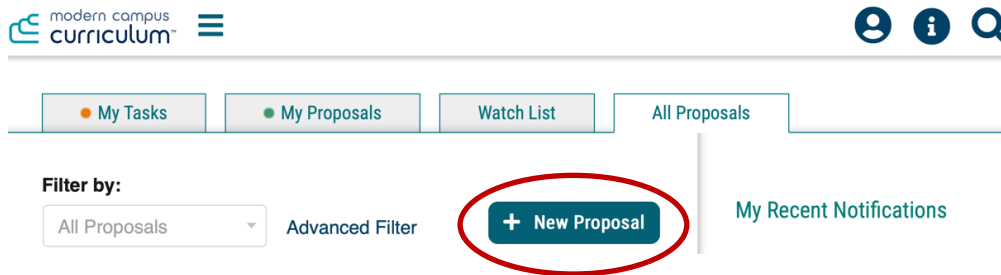 modern campus
curriculum™
My Tasks
My Proposals
Watch List
All Proposals
Filter by:
All Proposals
Advanced Filter
+ New Proposal
My Recent Notifications